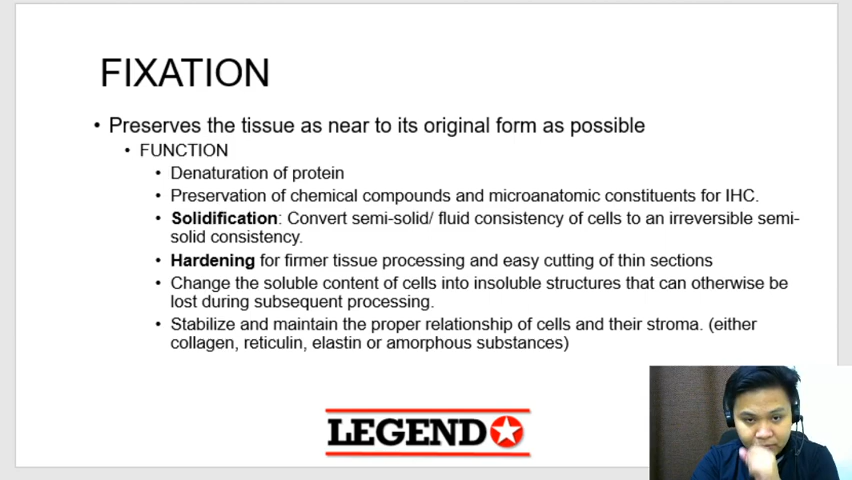 FIXATION
• Preserves the tissue as near to its original form as possible
• FUNCTION
• Denaturation of protein
• Preservation of chemical compounds and microanatomic constituents for IHC.
• Solidification: Convert semi-solid/ fluid consistency of cells to an irreversible semi-
solid consistency.
• Hardening for firmer tissue processing and easy cutting of thin sections
• Change the soluble content of cells into insoluble structures that can otherwise be
lost during subsequent processing.
• Stabilize and maintain the proper relationship of cells and their stroma. (either
collagen, reticulin, elastin or amorphous substances)
LEGEND